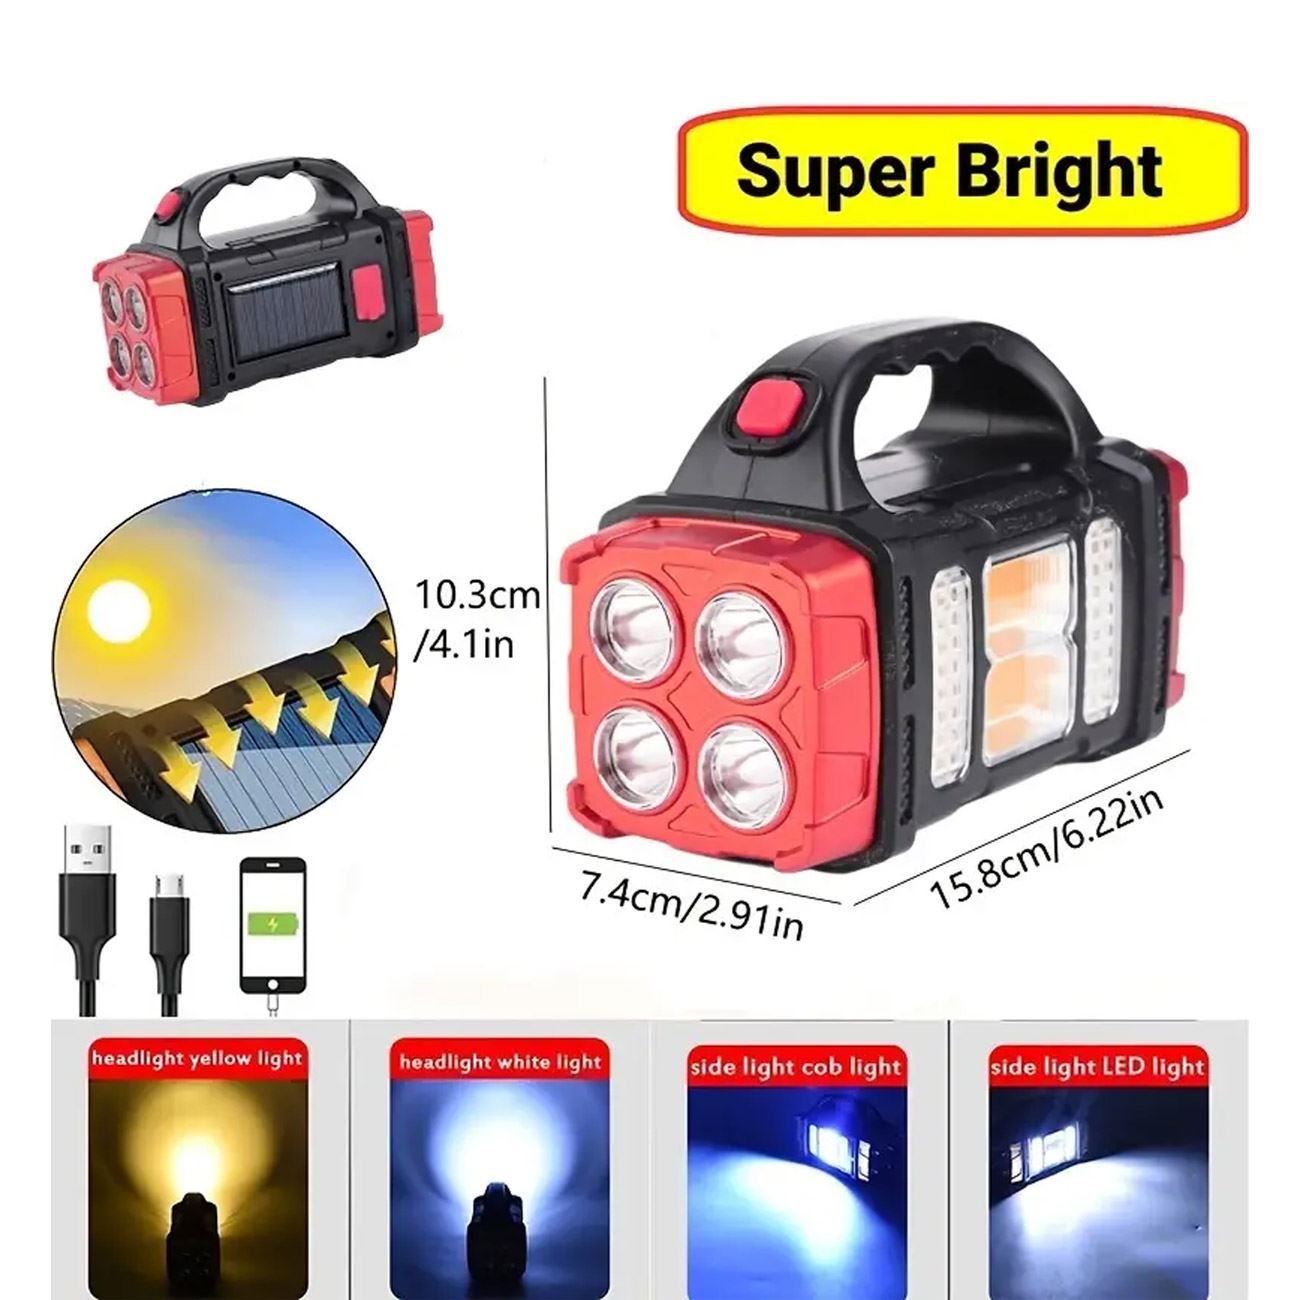 Super Bright
10.3cm
/4.1in
7.4cm/2.91in
15.8cm/6.22in
headlight yellow light
headlight white light
side light cob light
side light LED light